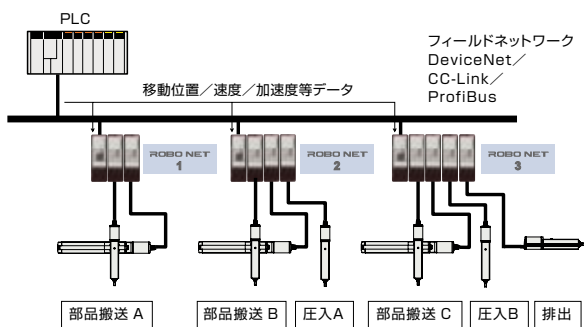 PLC
フィールドネットワーク
DeviceNet／
CC-Link／
ProfiBus
移動位置／速度／加速度等データ
ROBO NET
1
ROBO NET
2
ROBO NET
3
部品搬送 A
部品搬送 B
圧入A
部品搬送 C
圧入B
排出